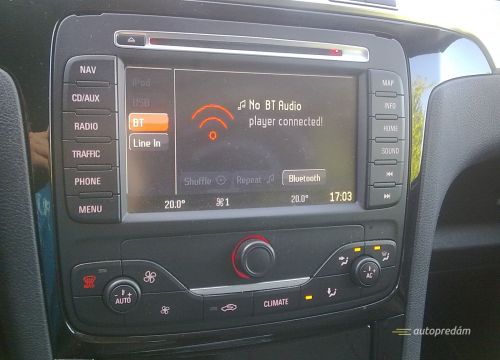 NAV
CD/AUX
RADIO
TRAFFIC
PHONE
MENU
iPod
USB
BT
Line In
No BT Audio
player connected!
Shuffle
Repeat
Bluetooth
20.0°
1
20.0°
17:03
MAP
INFO
HOME
SOUND
AUTO
CLIMATE
AC
autopredám